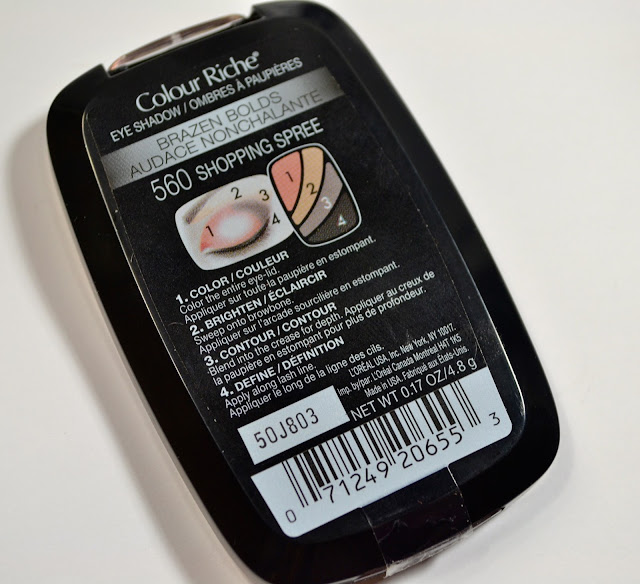 Colour Riche®
EYE SHADOW / OMBRES À PAUPIÈRES
BRAZEN BOLDS
AUDACE NONCHALANTE
560 SHOPPING SPREE
1 2 3 4
1 2 3 4
1. COLOR / COULEUR
Color the entire eye-lid.
Appliquer sur toute la paupière en estompant.
2. BRIGHTEN / ÉCLAIRCIR
Sweep onto browbone.
Appliquer sur l'arcade sourcilière en estompant.
3. CONTOUR / CONTOUR
Blend into the crease for depth. Appliquer au creux de
la paupière en estompant pour plus de profondeur.
4. DEFINE / DÉFINITION
Apply along lash line.
Appliquer le long de la ligne des cils.
L'ORÉAL USA, Inc. New York, NY 10017.
Imp. by/par: L'Oréal Canada Montréal H4T 1K5
Made in USA. Fabriqué aux États-Unis.
NET WT 0.17 OZ/4,8 g
50J803
0 71249 20655 3